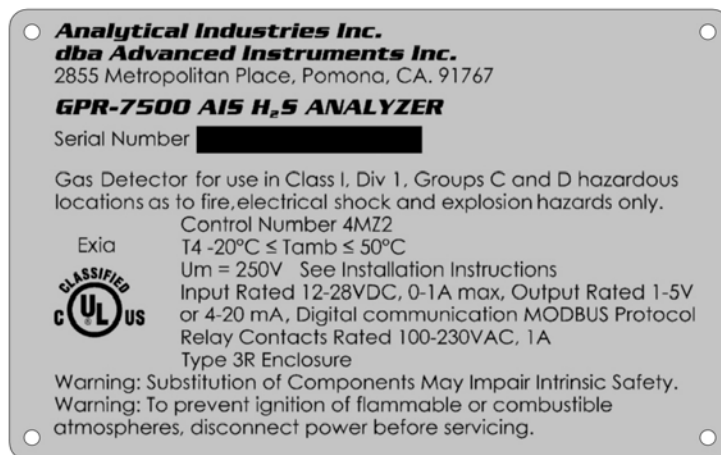 Analytical Industries Inc.
dba Advanced Instruments Inc.
2855 Metropolitan Place, Pomona, CA. 91767
GPR-7500 AIS H₂S ANALYZER
Serial Number
Gas Detector for use in Class I, Div 1, Groups C and D hazardous
locations as to fire,electrical shock and explosion hazards only.
Control Number 4MZ2
Exia T4 -20°C ≤ Tamb ≤ 50°C
Um = 250V See Installation Instructions
CLASSIFIED
C UL ® US
Input Rated 12-28VDC, 0-1A max, Output Rated 1-5V
or 4-20 mA, Digital communication MODBUS Protocol
Relay Contacts Rated 100-230VAC, 1A
Type 3R Enclosure
Warning: Substitution of Components May Impair Intrinsic Safety.
Warning: To prevent ignition of flammable or combustible
atmospheres, disconnect power before servicing.